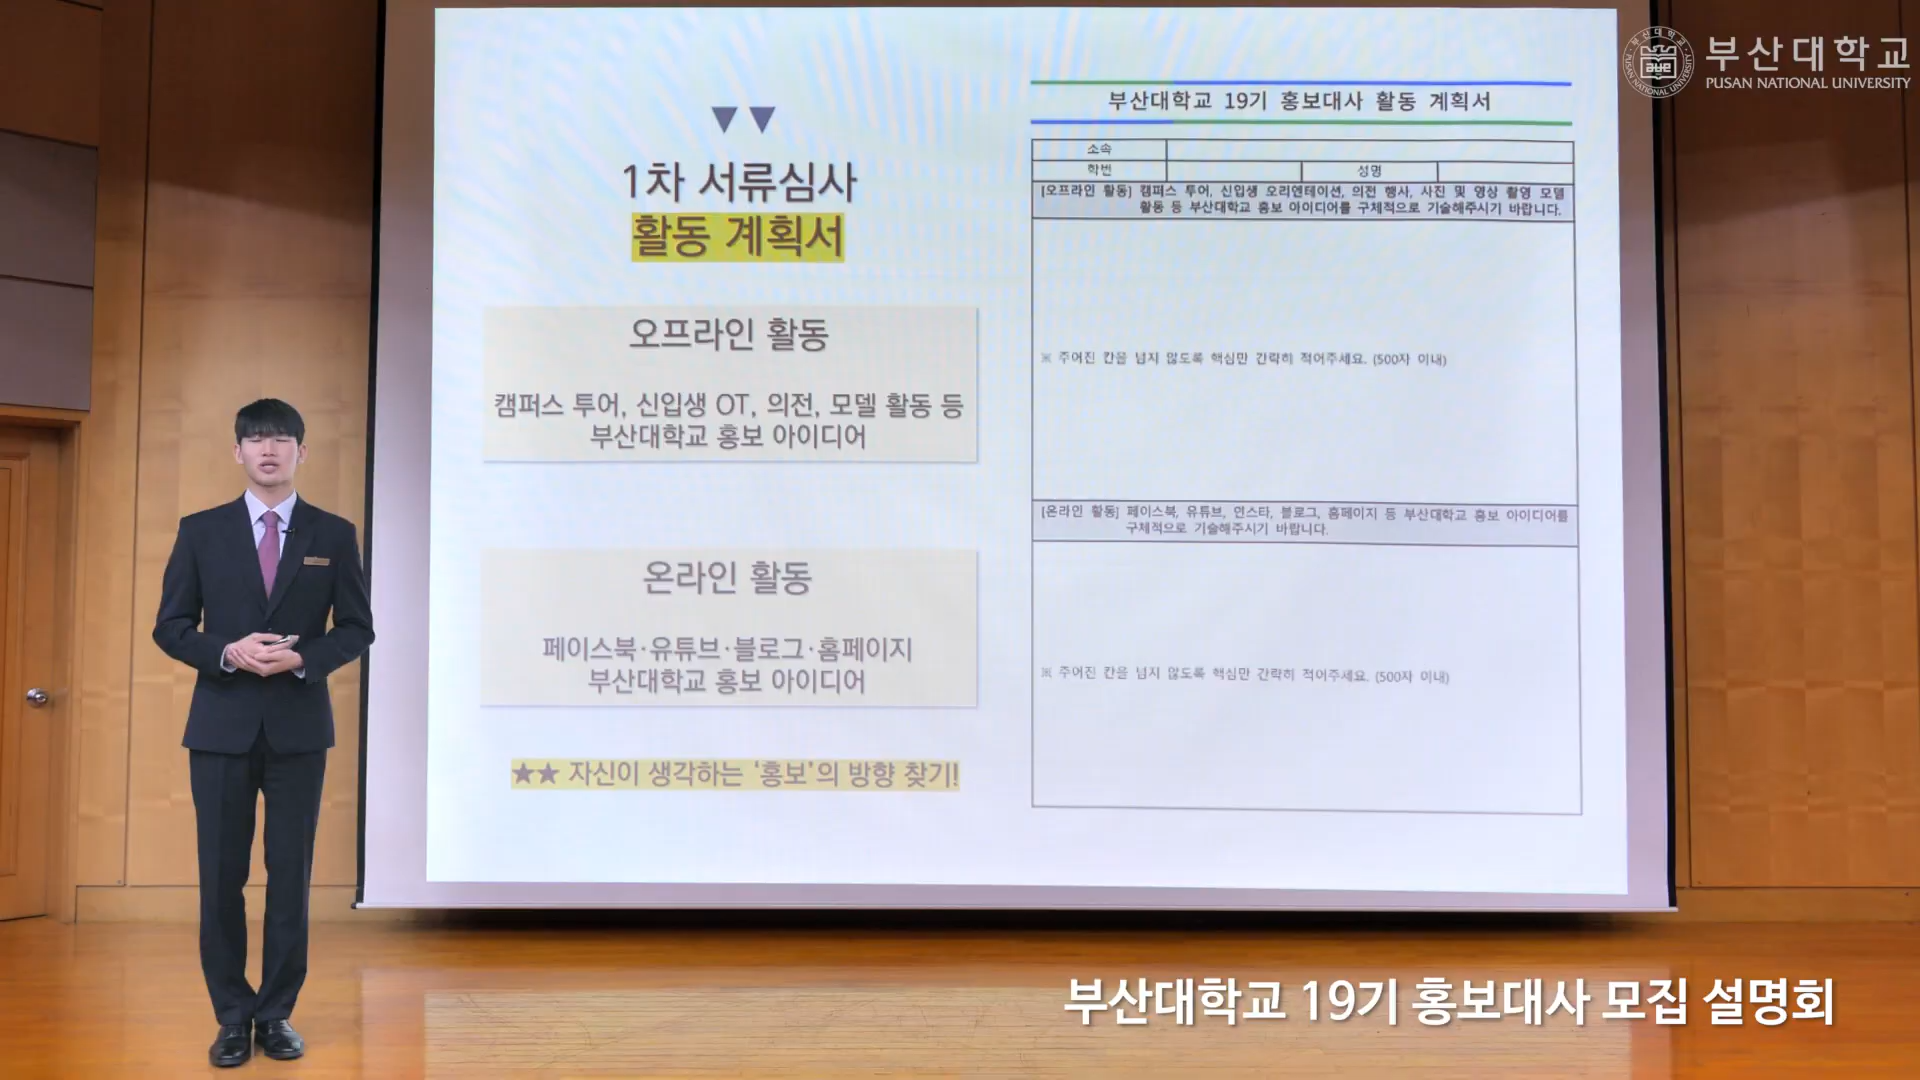 부산대학교
PUSAN NATIONAL UNIVERSITY
1차 서류심사
활동 계획서
오프라인 활동
캠퍼스 투어, 신입생 OT, 의전, 모델 활동 등
부산대학교 홍보 아이디어
온라인 활동
페이스북·유튜브·블로그·홈페이지
부산대학교 홍보 아이디어
★★ 자신이 생각하는 '홍보'의 방향 찾기!
부산대학교 19기 홍보대사 활동 계획서
소속
학번 성명
[오프라인 활동] 캠퍼스 투어, 신입생 오리엔테이션, 의전 행사, 사진 및 영상 촬영 모델
활동 등 부산대학교 홍보 아이디어를 구체적으로 기술해주시기 바랍니다.
※ 주어진 칸을 넘지 않도록 핵심만 간략히 적어주세요. (500자 이내)
[온라인 활동] 페이스북, 유튜브, 인스타, 블로그, 홈페이지 등 부산대학교 홍보 아이디어를
구체적으로 기술해주시기 바랍니다.
※ 주어진 칸을 넘지 않도록 핵심만 간략히 적어주세요. (500자 이내)
부산대학교 19기 홍보대사 모집 설명회